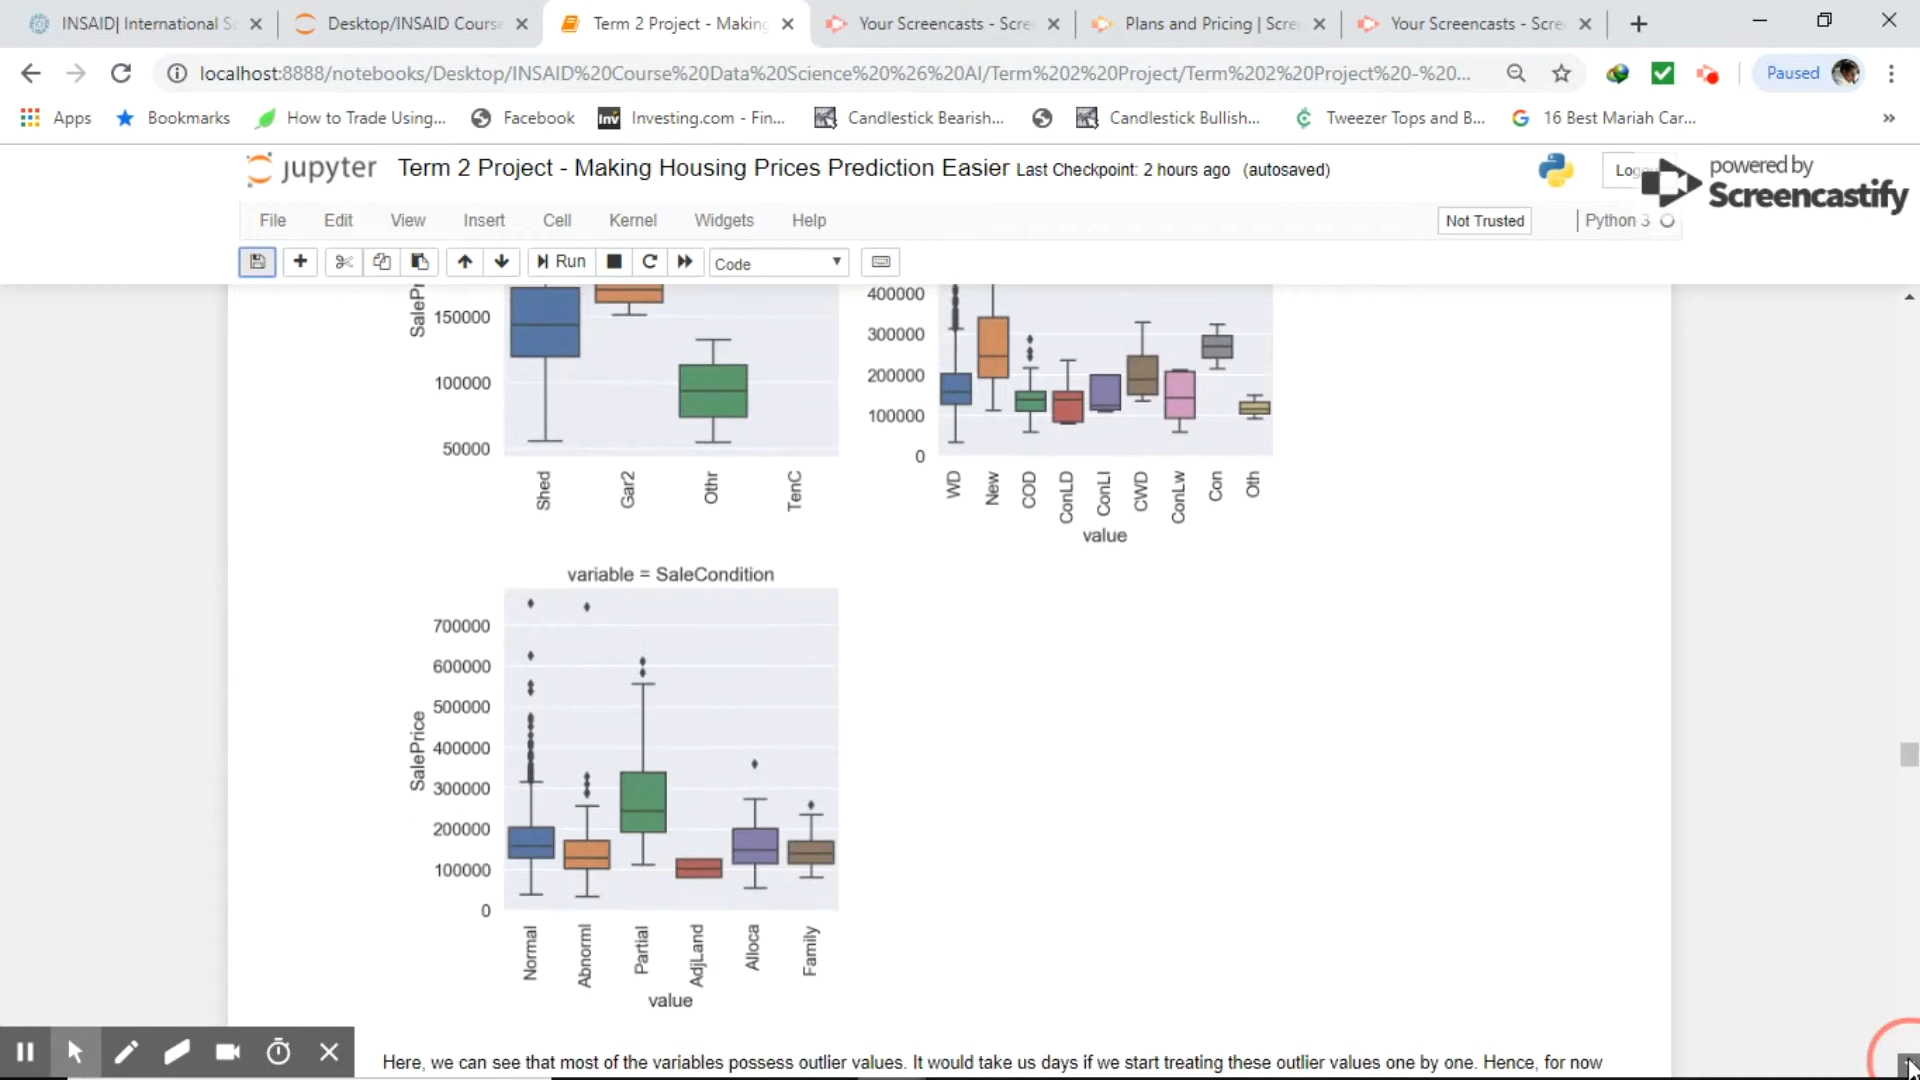 INSAID| International S
Desktop/INSAID Course
Term 2 Project - Making
Your Screencasts - Scre
Plans and Pricing | Scre
Your Screencasts - Scre
localhost:8888/notebooks/Desktop/INSAID%20Course%20Data%20Science%20%26%20AI/Term%202%20Project/Term%202%20Project%20-%20...
Paused
Apps
Bookmarks
How to Trade Using...
Facebook
Inv
Investing.com - Fin...
Candlestick Bearish...
Candlestick Bullish...
Tweezer Tops and B...
16 Best Mariah Car...
»
jupyter
Term 2 Project - Making Housing Prices Prediction Easier Last Checkpoint: 2 hours ago (autosaved)
powered by
Screencastify
File Edit View Insert Cell Kernel Widgets Help
Not Trusted
Python 3
Run
Code
SalePr
150000
100000
50000
Shed
Gar2
Othr
TenC
400000
300000
200000
100000
0
WD
New
COD
ConLD
ConLI
CWD
ConLw
Con
Oth
value
variable = SaleCondition
SalePrice
700000
600000
500000
400000
300000
200000
100000
0
Normal
Abnorml
Partial
AdjLand
Alloca
Family
value
Here, we can see that most of the variables possess outlier values. It would take us days if we start treating these outlier values one by one. Hence, for now